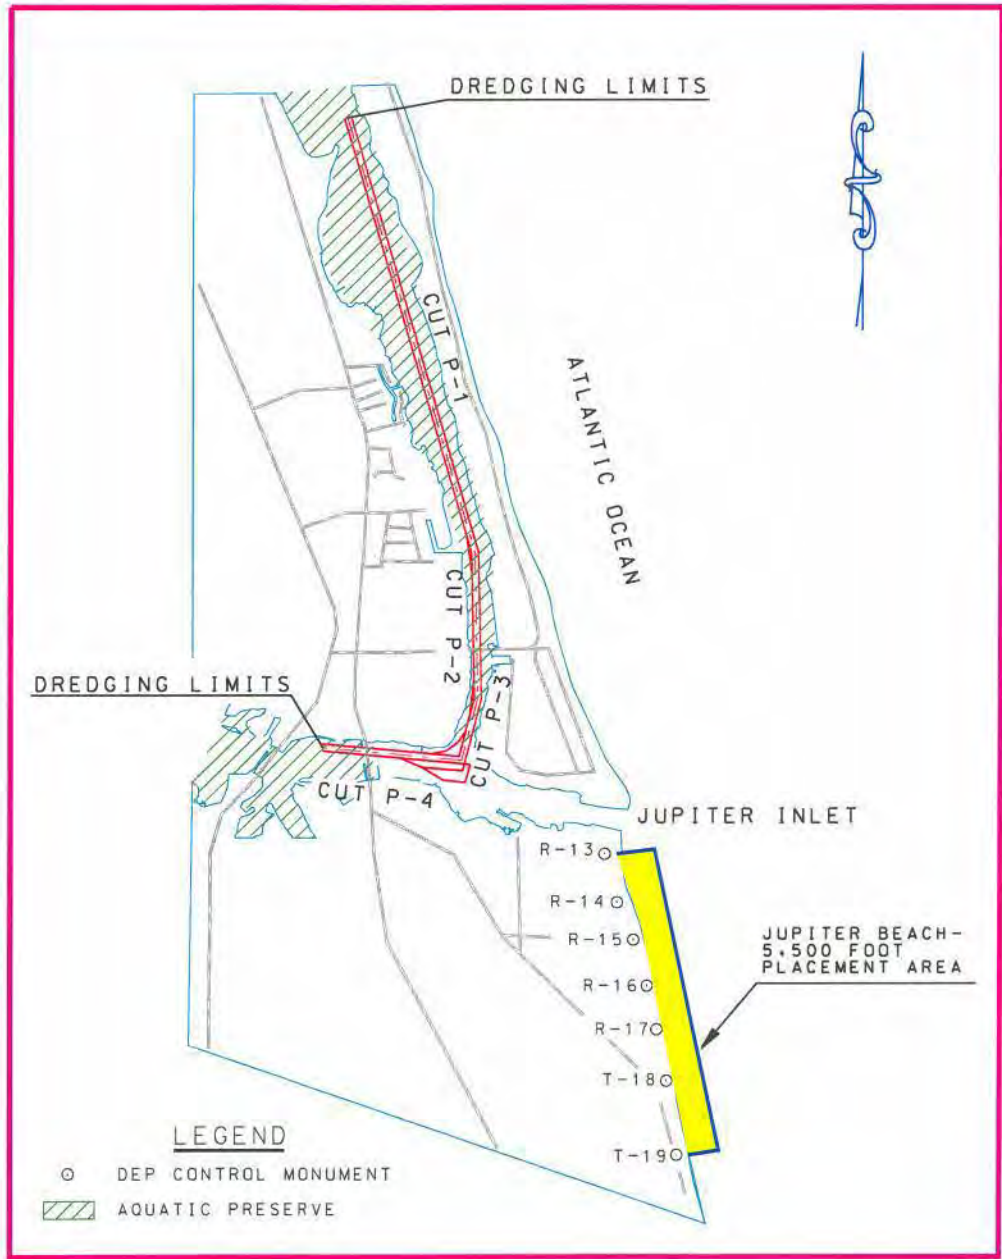 DREDGING LIMITS
CUT P-1
ATLANTIC OCEAN
CUT P-2
CUT P-3
DREDGING LIMITS
CUT P-4
JUPITER INLET
R-13
R-14
R-15
R-16
R-17
T-18
T-19
JUPITER BEACH-
5,500 FOOT
PLACEMENT AREA
LEGEND
DEP CONTROL MONUMENT
AQUATIC PRESERVE